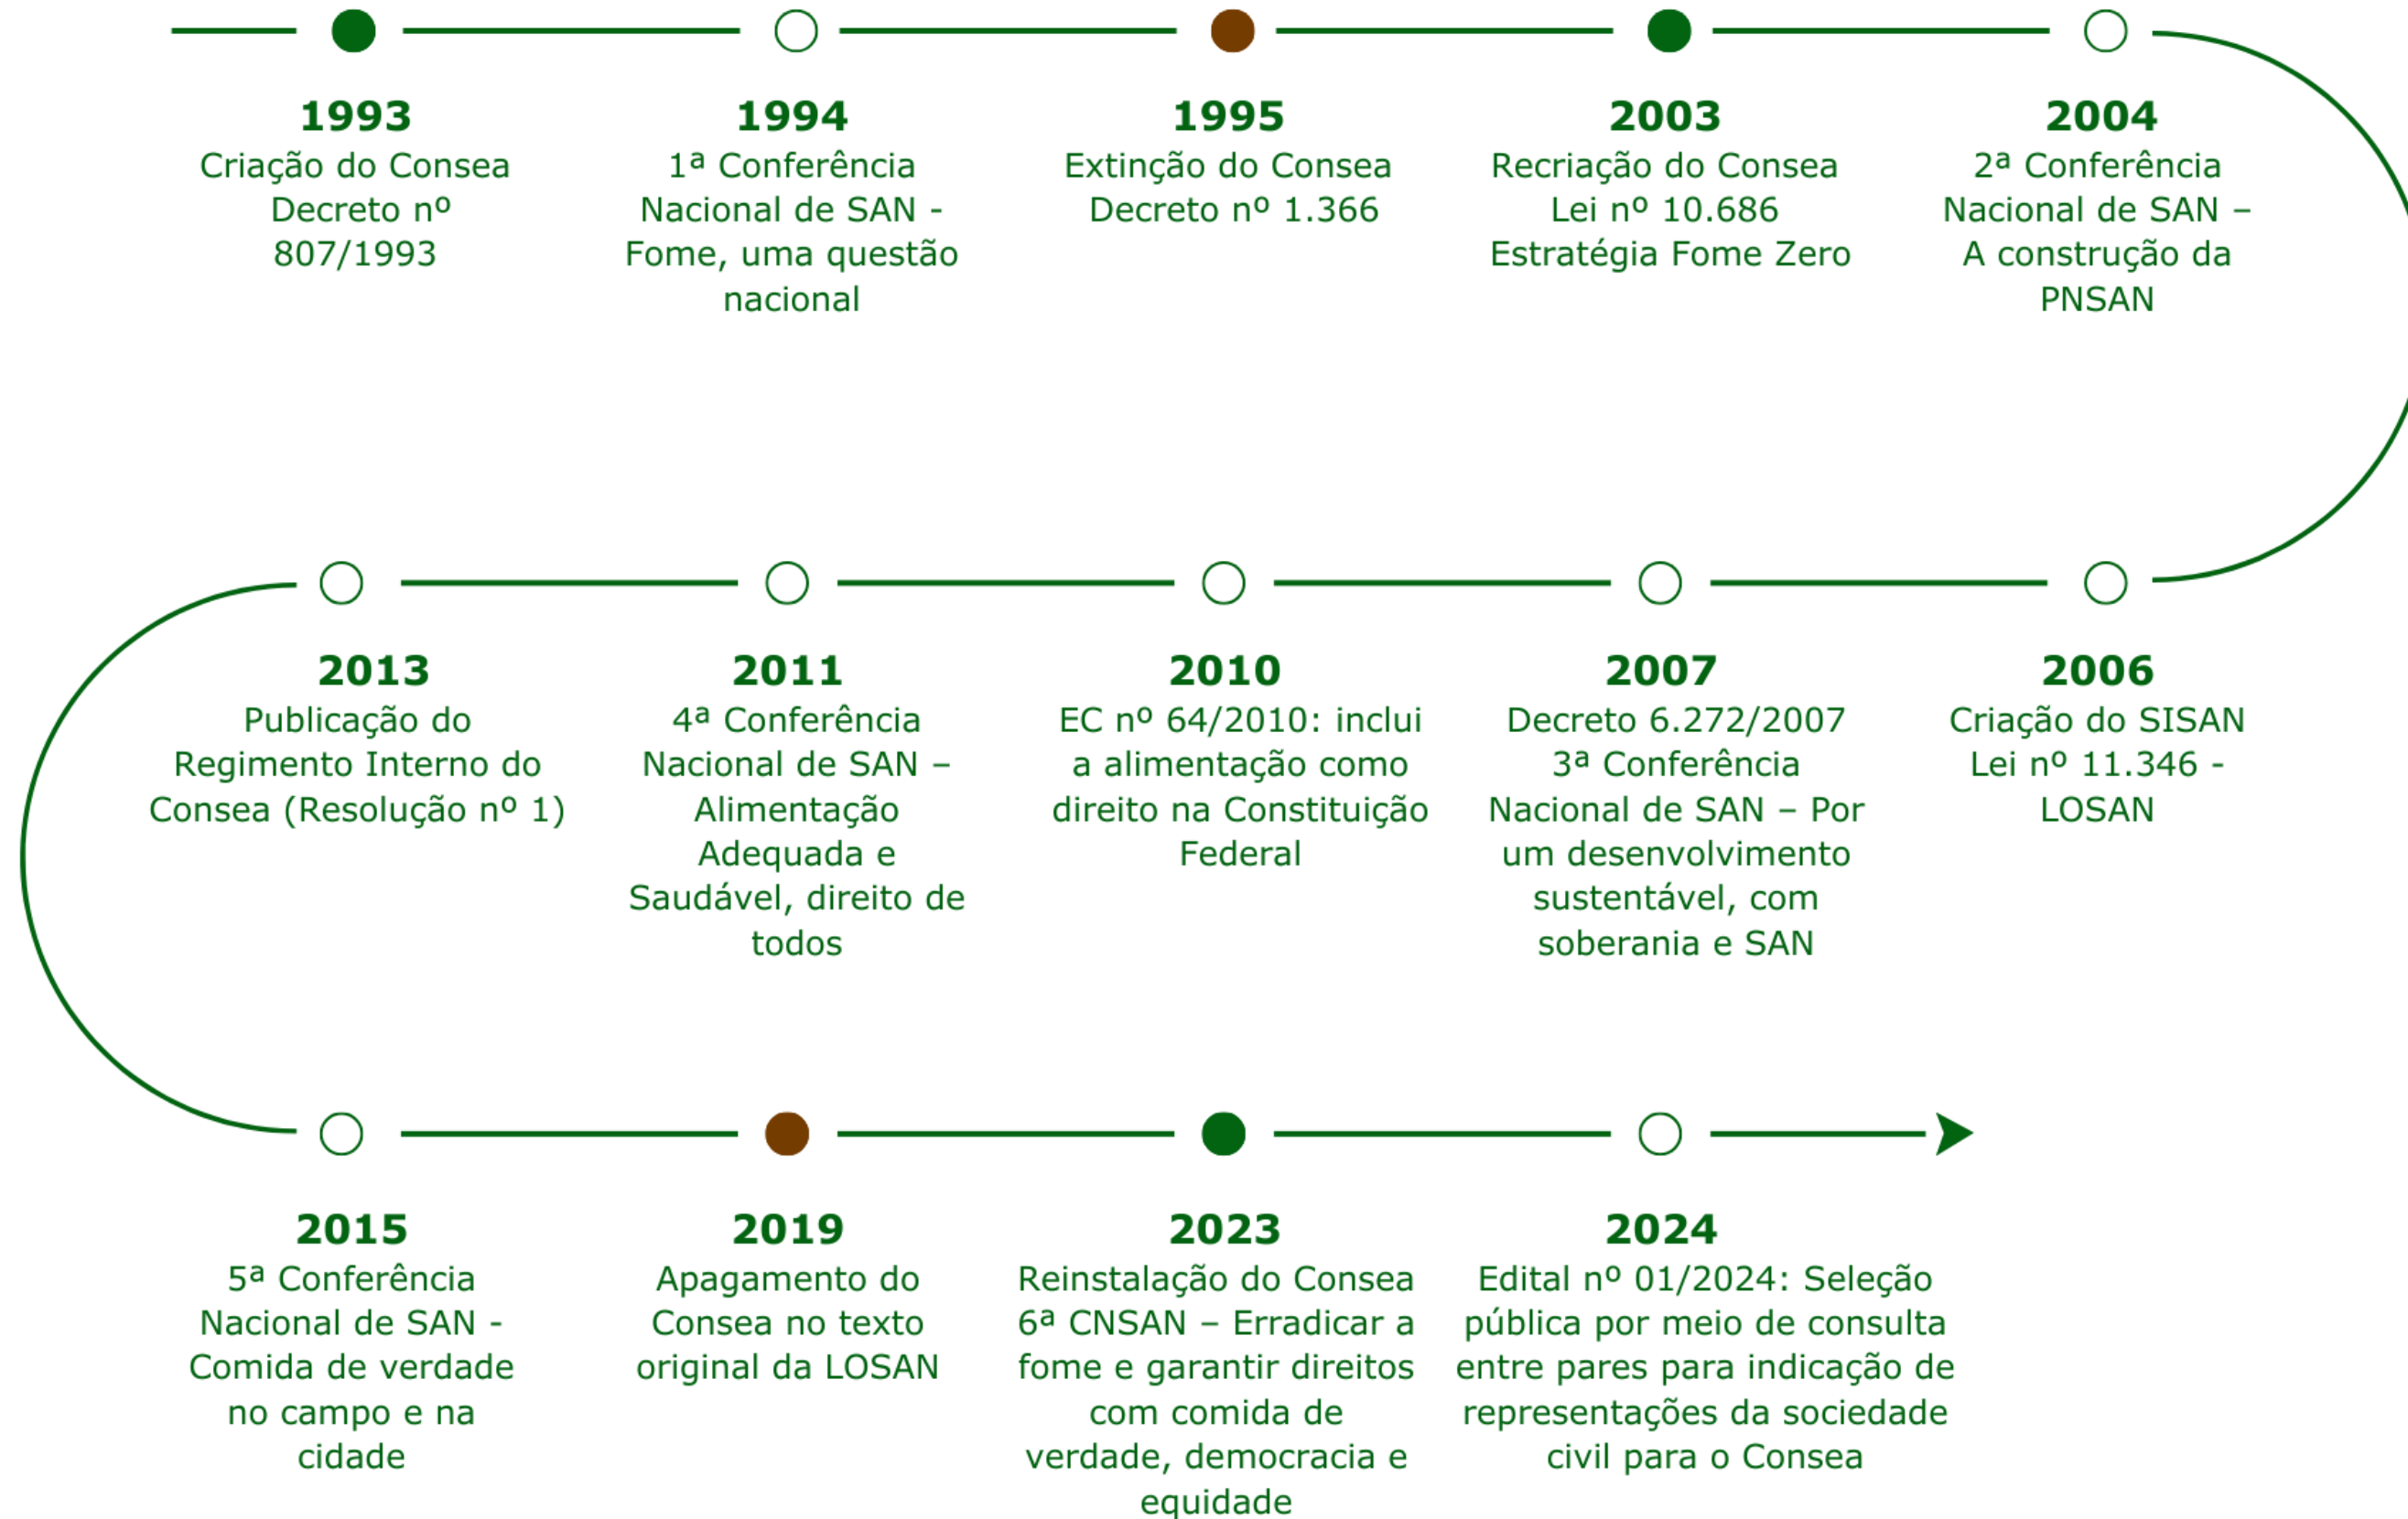 1993
Criação do Consea
Decreto nº
807/1993
1994
1ª Conferência
Nacional de SAN -
Fome, uma questão
nacional
1995
Extinção do Consea
Decreto nº 1.366
2003
Recriação do Consea
Lei nº 10.686
Estratégia Fome Zero
2004
2ª Conferência
Nacional de SAN –
A construção da
PNSAN
2013
Publicação do
Regimento Interno do
Consea (Resolução nº 1)
2011
4ª Conferência
Nacional de SAN –
Alimentação
Adequada e
Saudável, direito de
todos
2010
EC nº 64/2010: inclui
a alimentação como
direito na Constituição
Federal
2007
Decreto 6.272/2007
3ª Conferência
Nacional de SAN – Por
um desenvolvimento
sustentável, com
soberania e SAN
2006
Criação do SISAN
Lei nº 11.346 -
LOSAN
2015
5ª Conferência
Nacional de SAN -
Comida de verdade
no campo e na
cidade
2019
Apagamento do
Consea no texto
original da LOSAN
2023
Reinstalação do Consea
6ª CNSAN – Erradicar a
fome e garantir direitos
com comida de
verdade, democracia e
equidade
2024
Edital nº 01/2024: Seleção
pública por meio de consulta
entre pares para indicação de
representações da sociedade
civil para o Consea